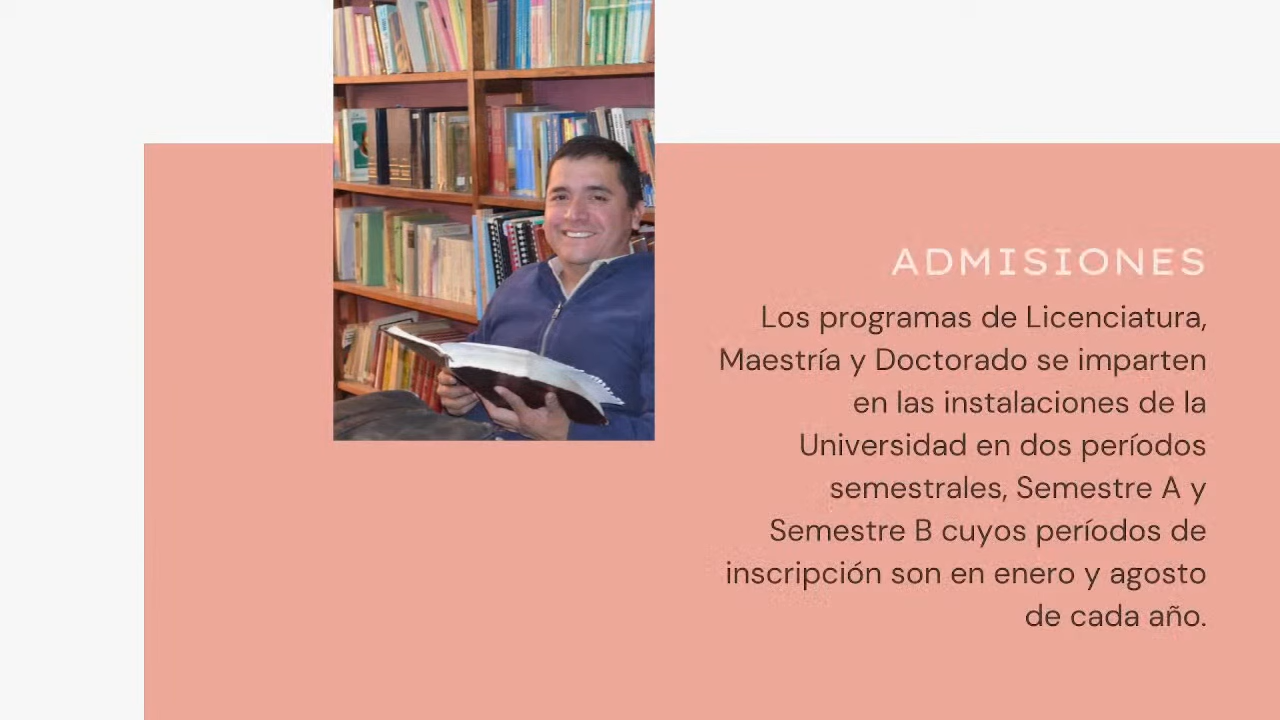 ADMISIONES
Los programas de Licenciatura,
Maestría y Doctorado se imparten
en las instalaciones de la
Universidad en dos períodos
semestrales, Semestre A y
Semestre B cuyos períodos de
inscripción son en enero y agosto
de cada año.